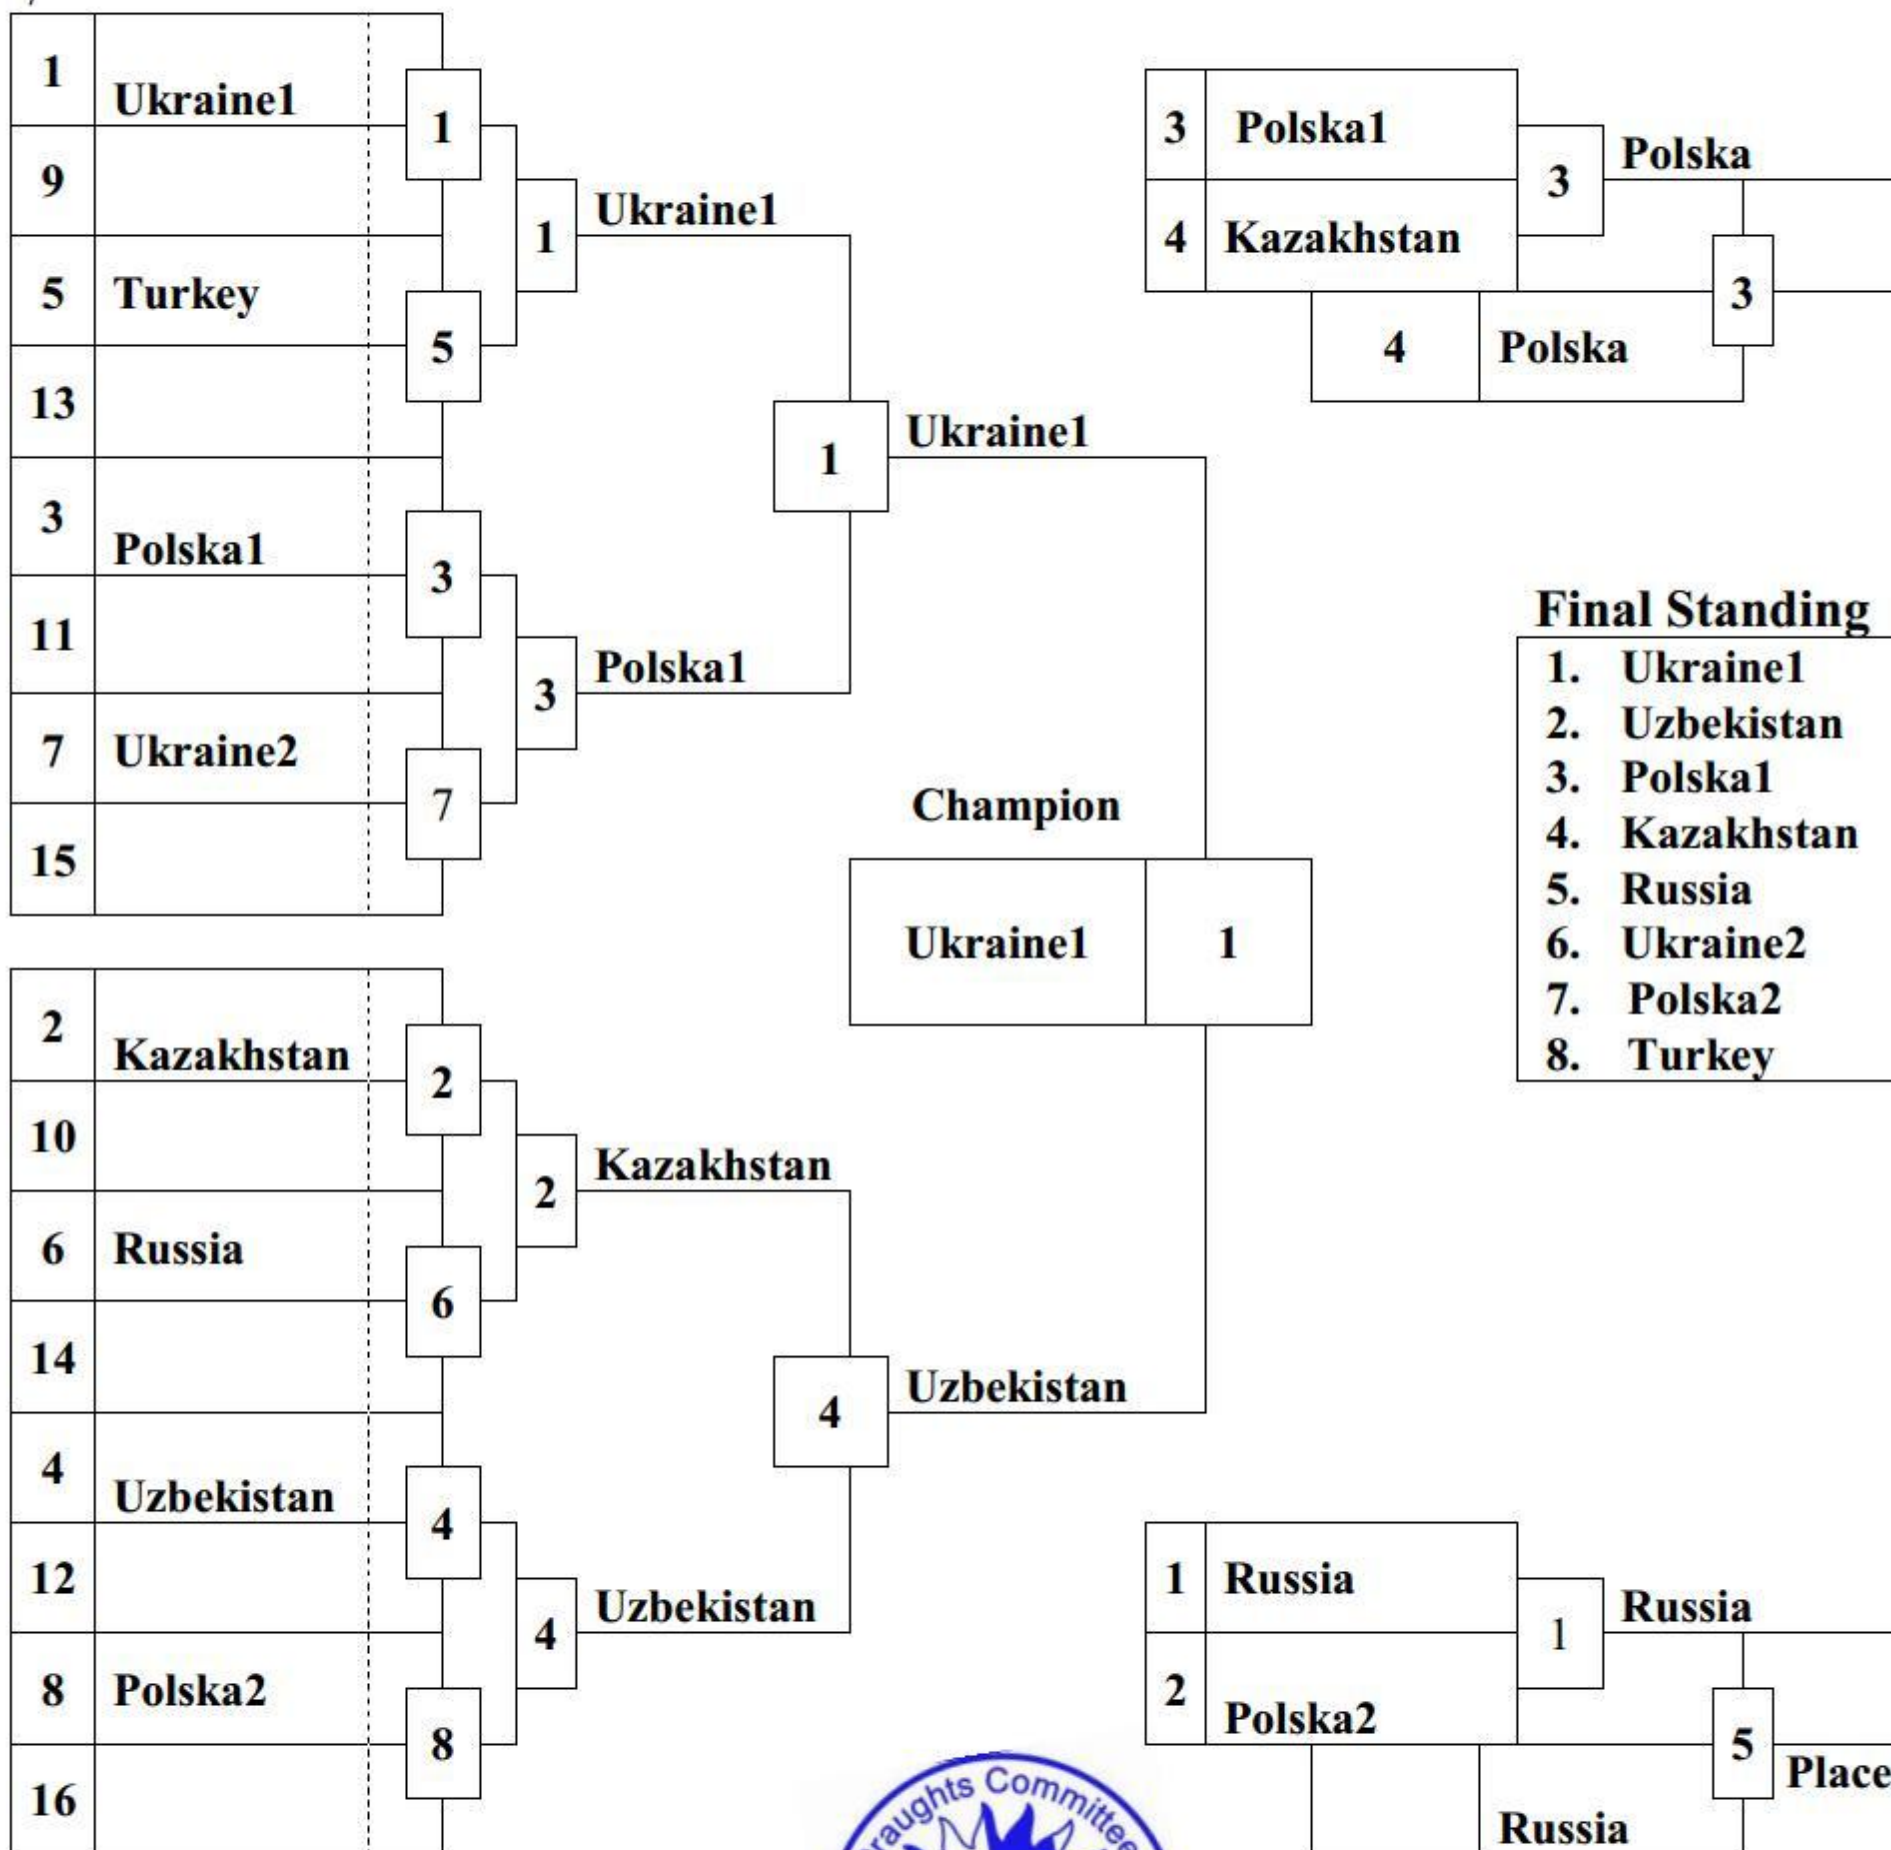 1
Ukraine1
1
9
1
Ukraine1
5
Turkey
5
13
1
Ukraine1
3
Polska1
3
11
3
Polska1
7
Ukraine2
7
15
Champion
Ukraine1
1
2
Kazakhstan
2
10
2
Kazakhstan
6
Russia
6
14
4
Uzbekistan
4
Uzbekistan
4
12
4
Uzbekistan
8
Polska2
8
16
3
Polska1
3
Polska
4
Kazakhstan
3
4
Polska
Final Standing
1. Ukraine1
2. Uzbekistan
3. Polska1
4. Kazakhstan
5. Russia
6. Ukraine2
7. Polska2
8. Turkey
1
Russia
1
Russia
2
Polska2
5
Place
Russia
raughts Committee